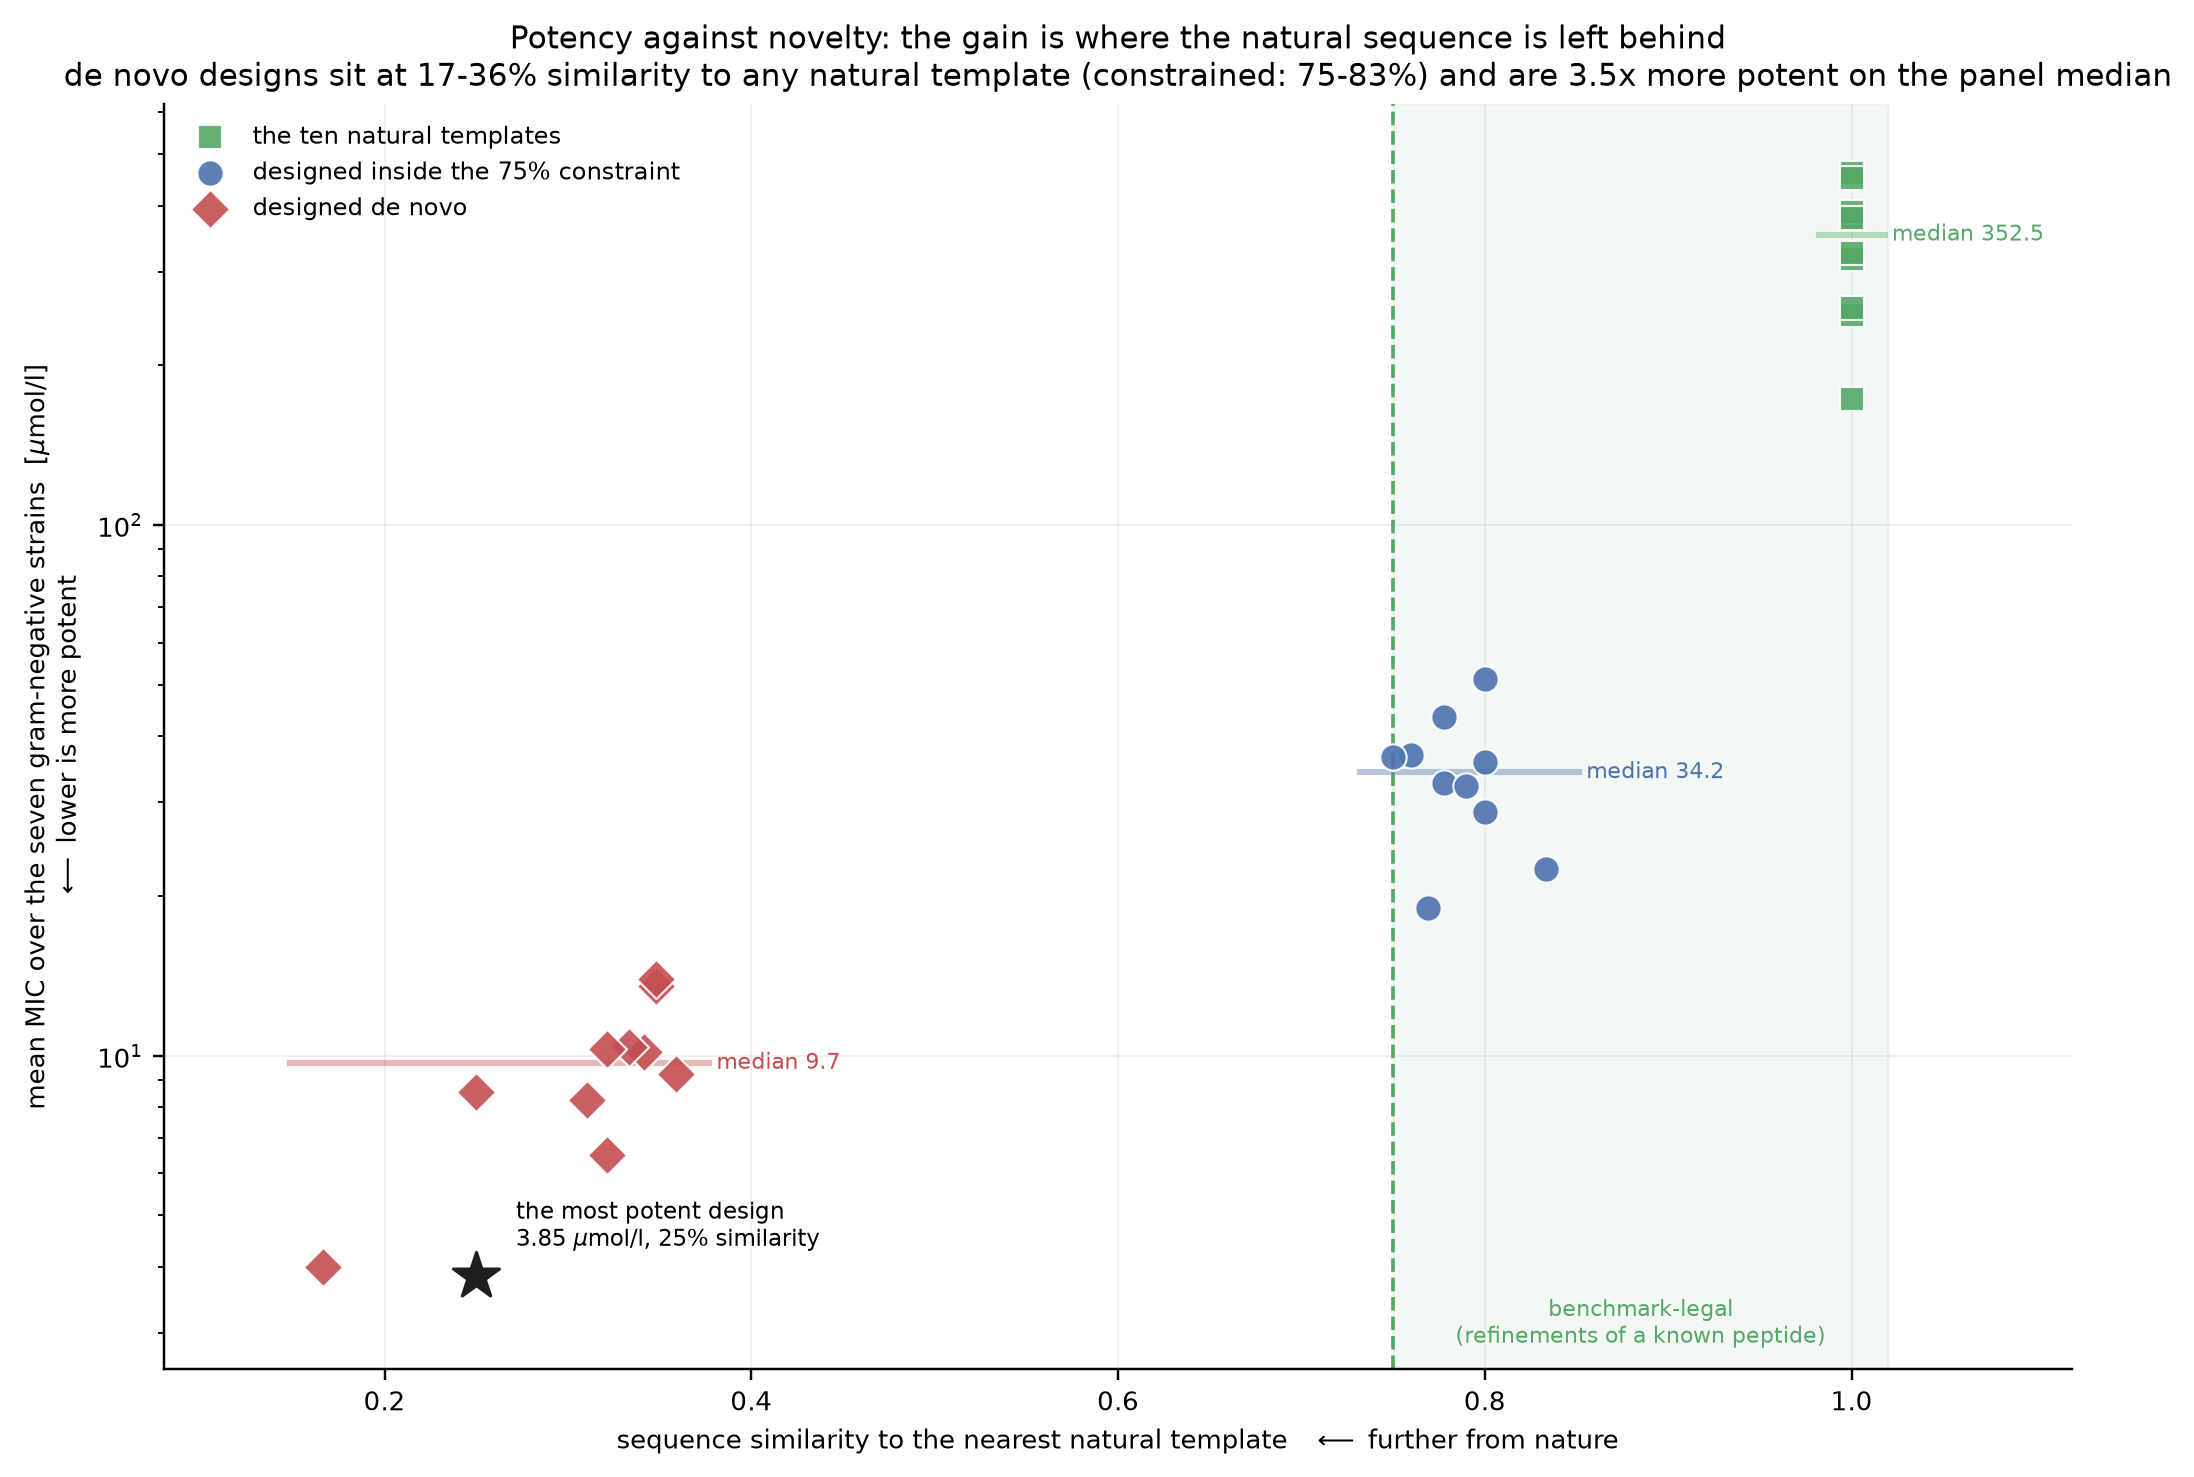 Potency against novelty: the gain is where the natural sequence is left behind
de novo designs sit at 17-36% similarity to any natural template (constrained: 75-83%) and are 3.5x more potent on the panel median
the ten natural templates
designed inside the 75% constraint
designed de novo
median 352.5
median 34.2
median 9.7
the most potent design
3.85 µmol/l, 25% similarity
benchmark-legal
(refinements of a known peptide)
mean MIC over the seven gram-negative strains [µmol/l]
⟵ lower is more potent
10²
10¹
0.2
0.4
0.6
0.8
1.0
sequence similarity to the nearest natural template ⟵ further from nature